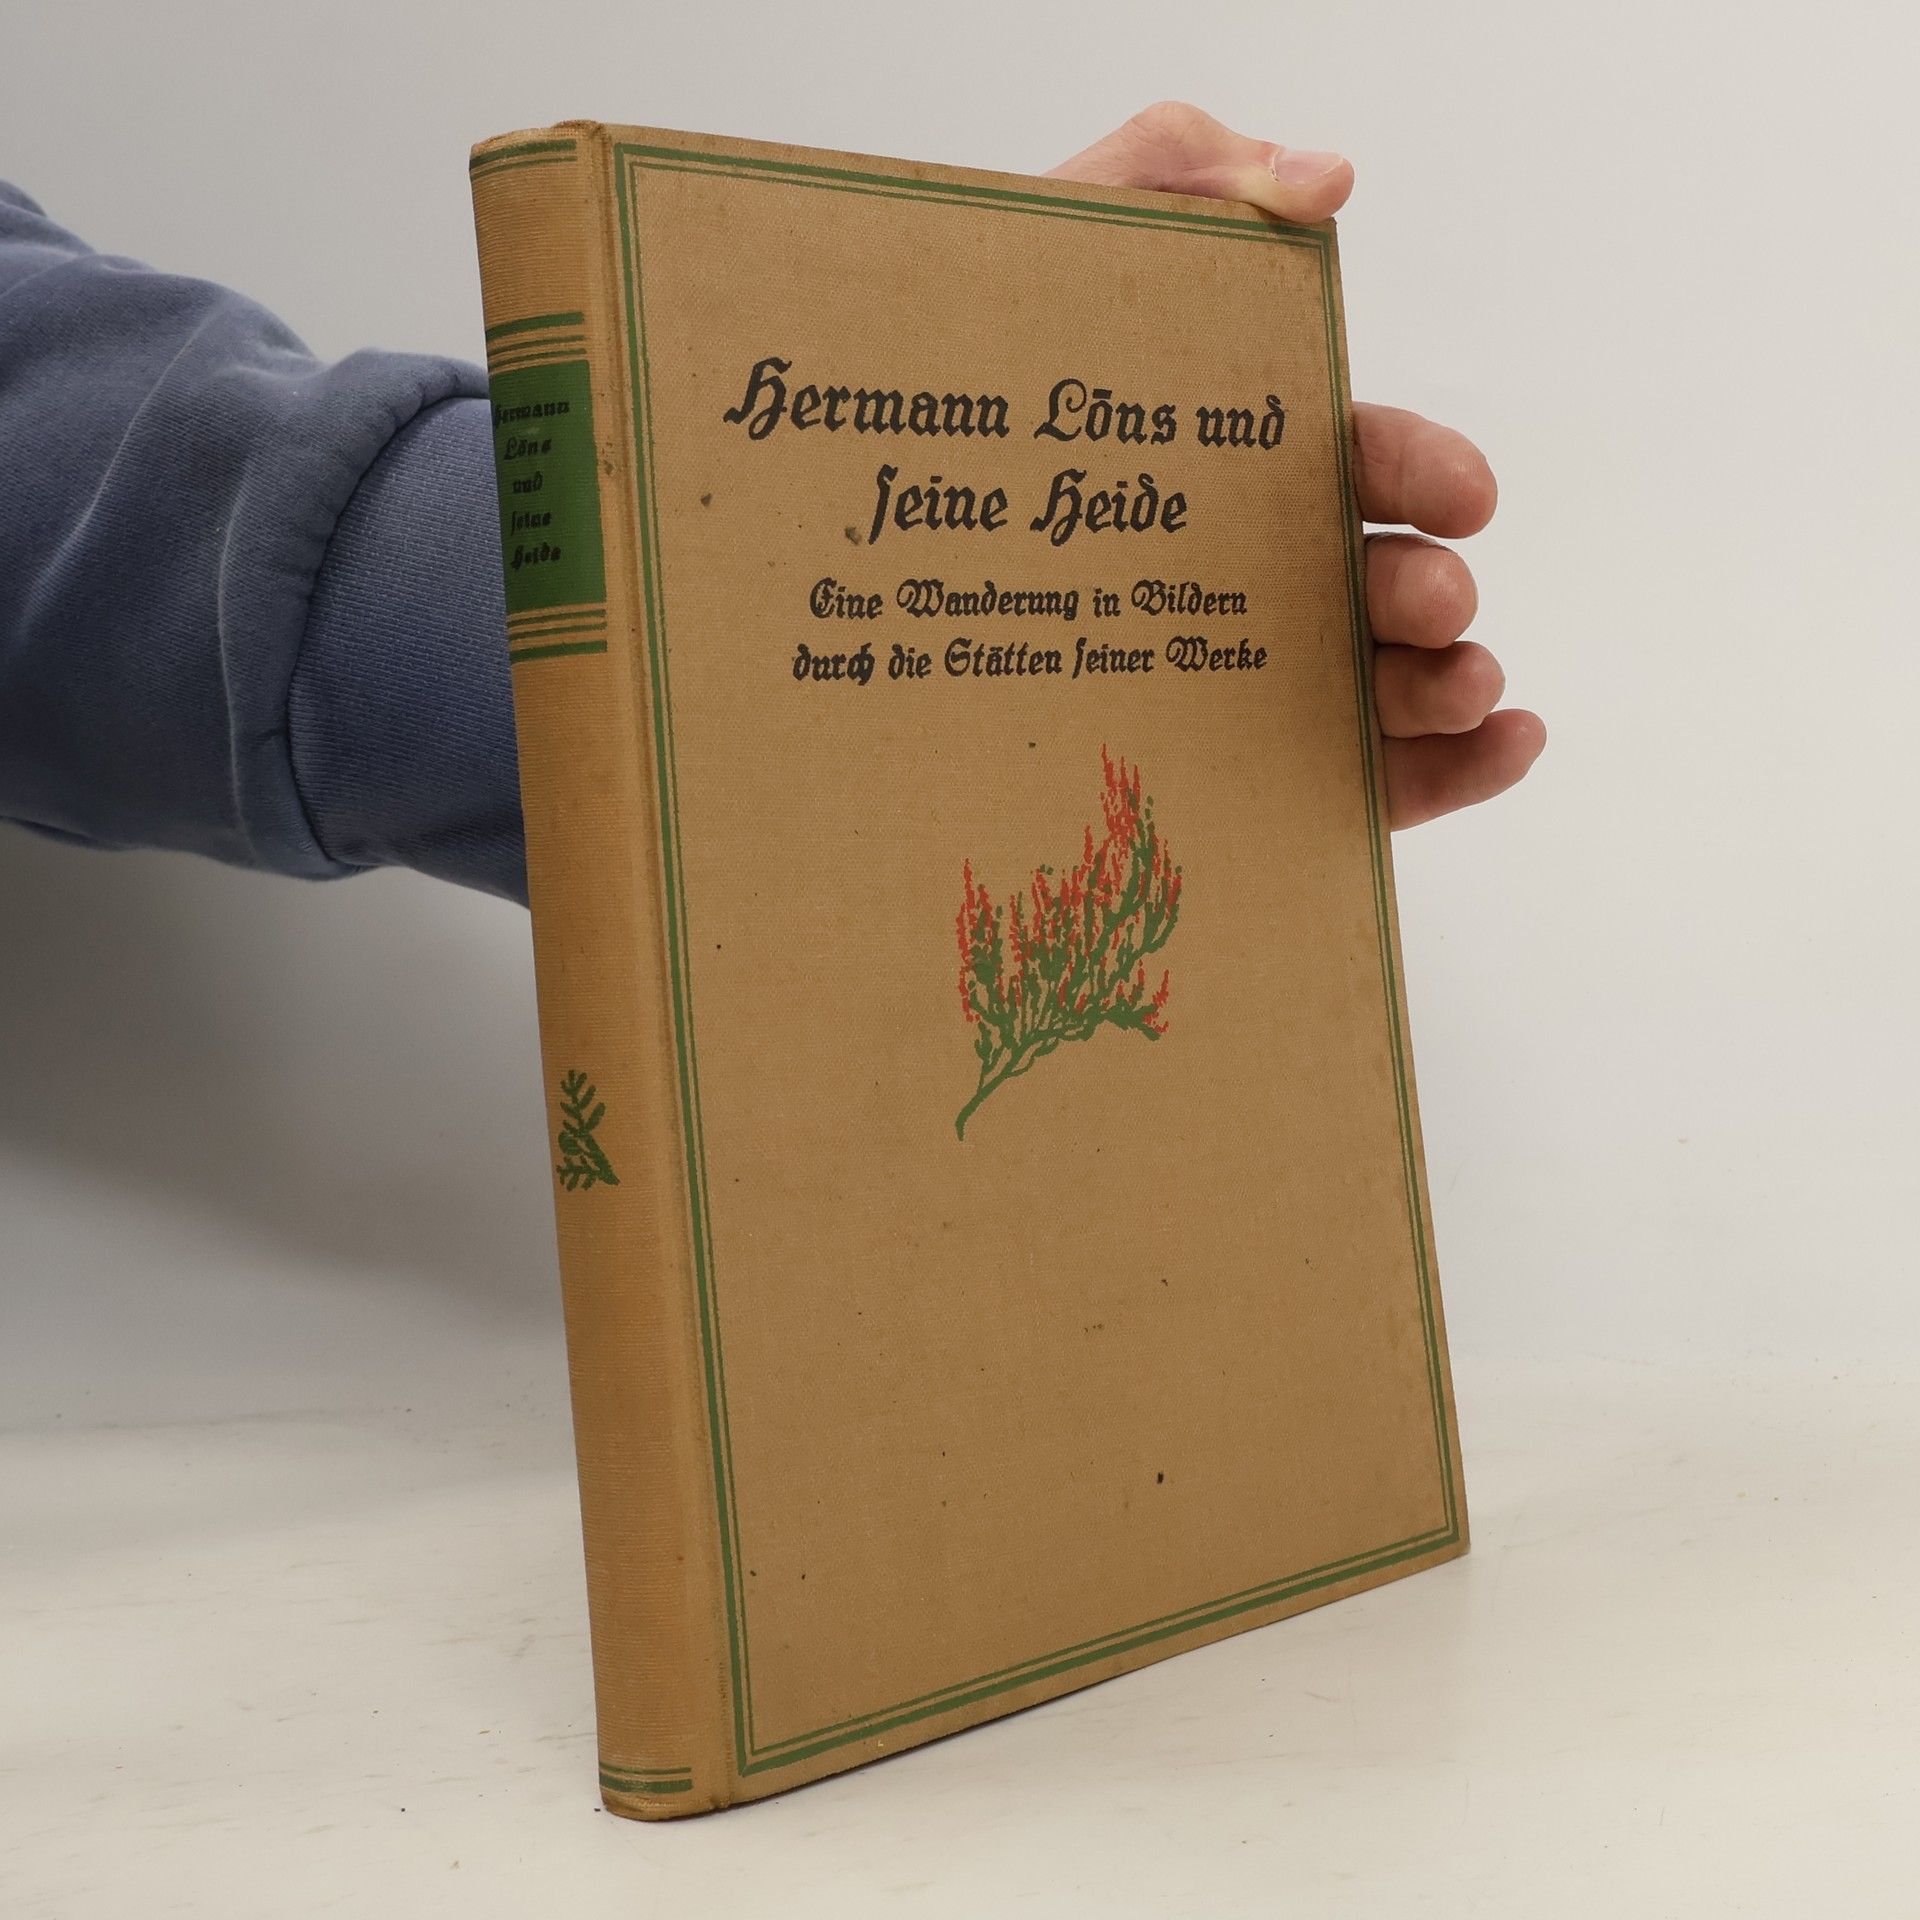 Hermann
Löns
und
seine
Heide
Hermann Löns und
seine Heide
Eine Wanderung in Bildern
durch die Stätten seiner Werke